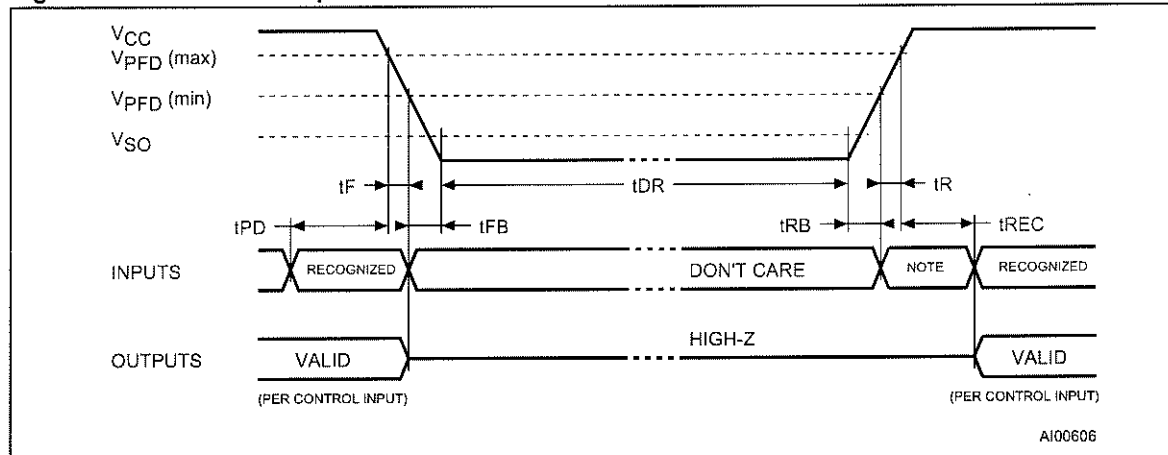 VCC
VPFD (max)
VPFD (min)
VSO
tF
tDR
tR
tPD
tFB
tRB
tREC
INPUTS
RECOGNIZED
DON'T CARE
NOTE
RECOGNIZED
HIGH-Z
OUTPUTS
VALID
VALID
(PER CONTROL INPUT)
(PER CONTROL INPUT)
AI00606